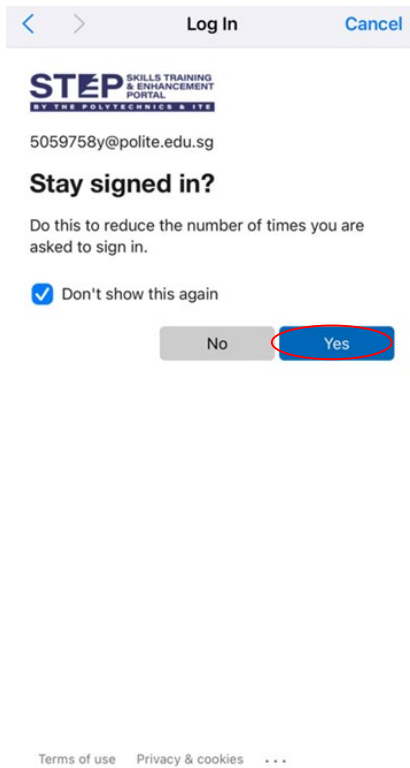 Log In
Cancel
STEP SKILLS TRAINING
& ENHANCEMENT
PORTAL
BY THE POLYTECHNICS & ITE
5059758y@polite.edu.sg
Stay signed in?
Do this to reduce the number of times you are
asked to sign in.
Don't show this again
No
Yes
Terms of use
Privacy & cookies
...